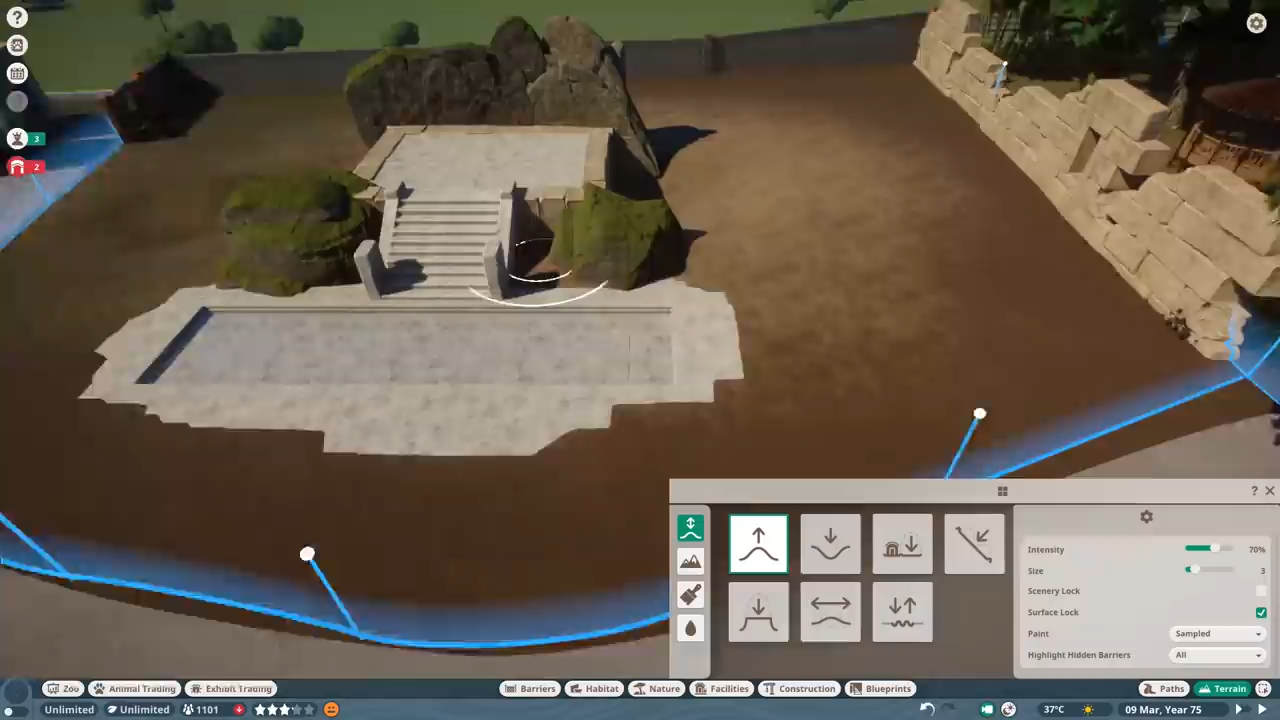 ?
3
2
? ×
Intensity 70%
Size 3
Scenery Lock
Surface Lock
Paint Sampled
Highlight Hidden Barriers All
Zoo Animal Trading Exhibit Trading Barriers Habitat Nature Facilities Construction Blueprints Paths Terrain
Unlimited Unlimited 1101 37°C 09 Mar, Year 75